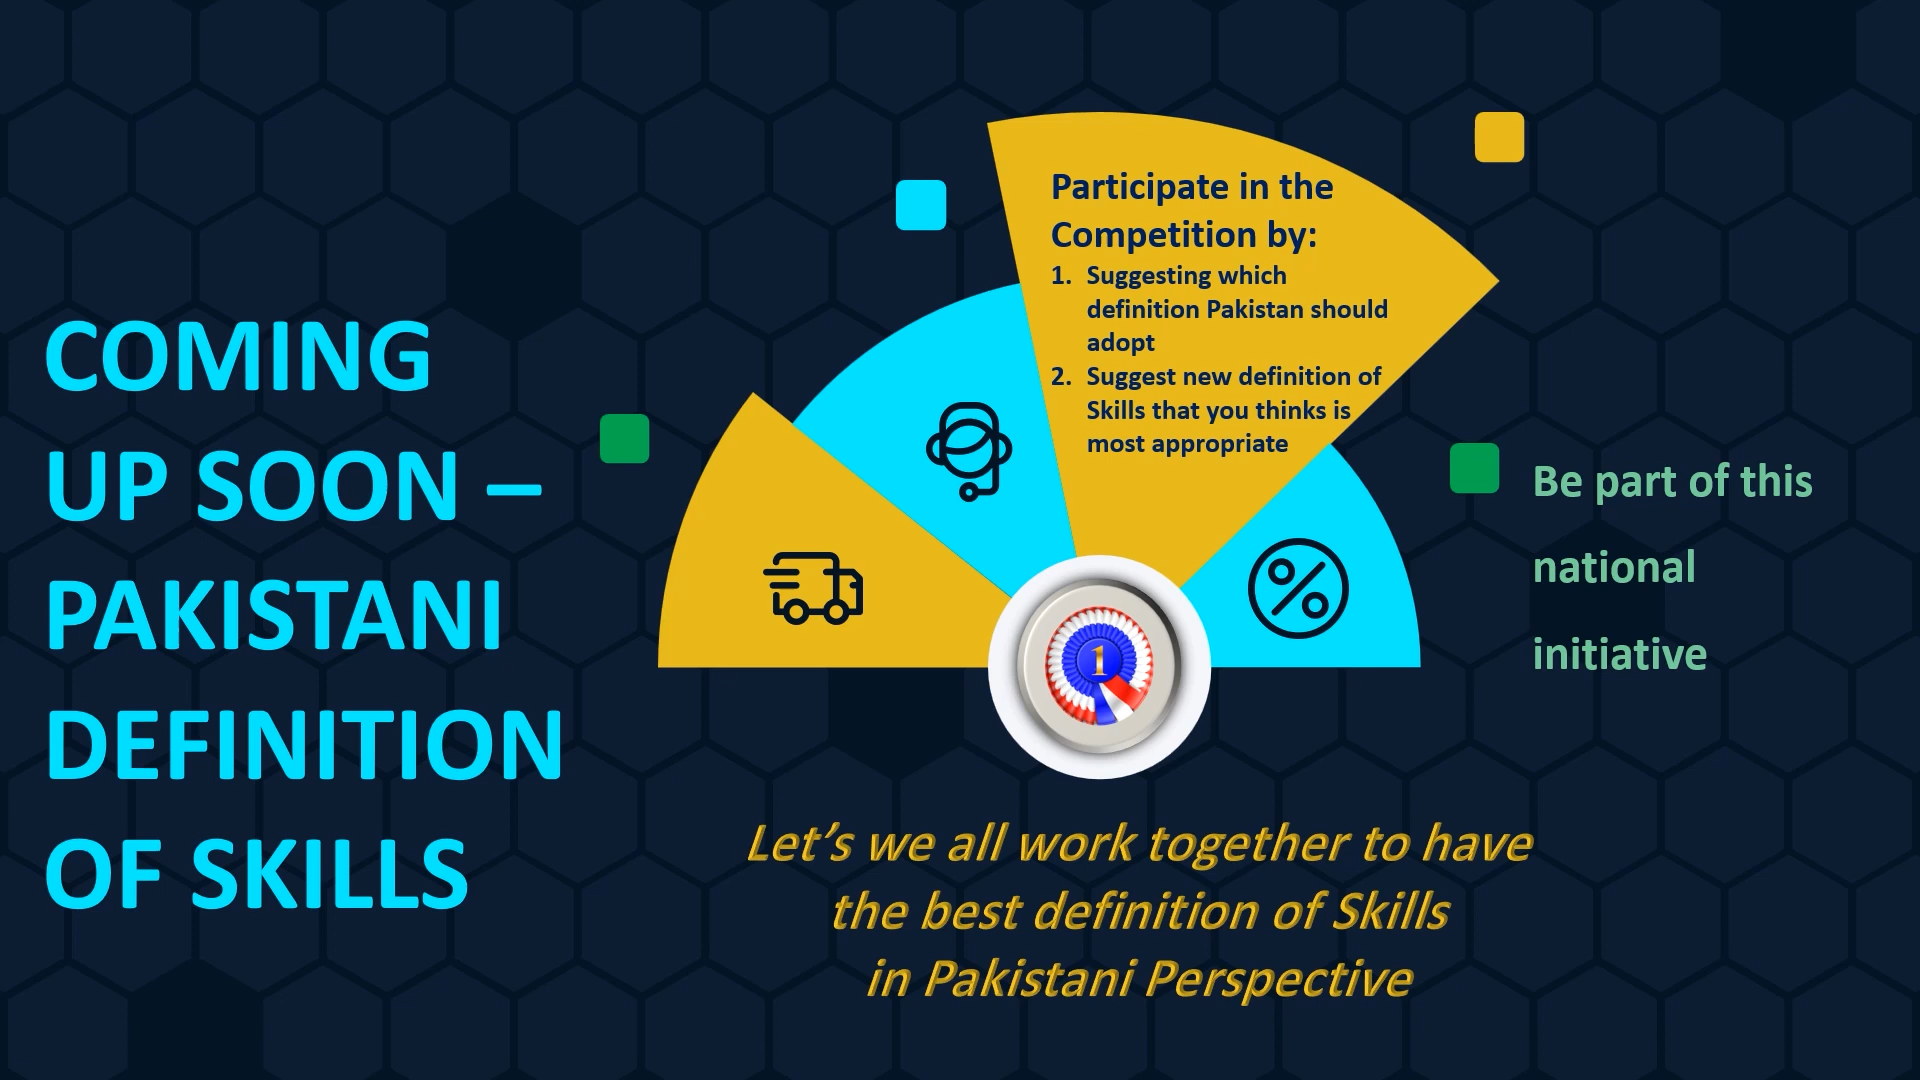 COMING
UP SOON –
PAKISTANI
DEFINITION
OF SKILLS
Participate in the
Competition by:
1. Suggesting which
definition Pakistan should
adopt
2. Suggest new definition of
Skills that you thinks is
most appropriate
1
Be part of this
national
initiative
Let’s we all work together to have
the best definition of Skills
in Pakistani Perspective